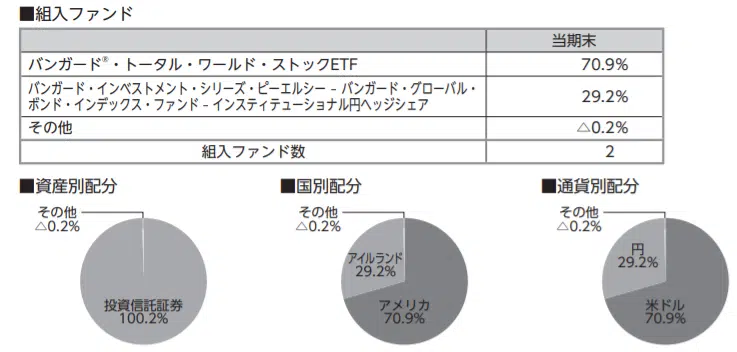 ■組入ファンド
当期末
バンガード®・トータル・ワールド・ストックETF 70.9%
バンガード・インベストメント・シリーズ・ピーエルシー – バンガード・グローバル・
ボンド・インデックス・ファンド – インスティテューショナル円ヘッジシェア 29.2%
その他 △0.2%
組入ファンド数 2
■資産別配分
その他
△0.2%
投資信託証券
100.2%
■国別配分
その他
△0.2%
アイルランド
29.2%
アメリカ
70.9%
■通貨別配分
その他
△0.2%
円
29.2%
米ドル
70.9%